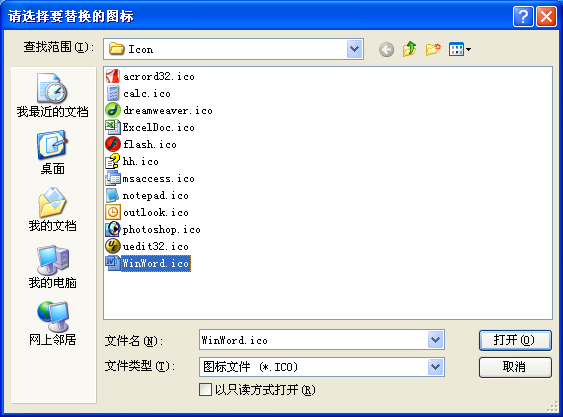 请选择要替换的图标
查找范围(I):
Icon
我最近的文档
桌面
我的文档
我的电脑
网上邻居
acrord32.ico
calc.ico
dreamweaver.ico
ExcelDoc.ico
flash.ico
hh.ico
msaccess.ico
notepad.ico
outlook.ico
photoshop.ico
uedit32.ico
WinWord.ico
文件名(N): WinWord.ico 打开(O)
文件类型(T): 图标文件 (*.ICO) 取消
以只读方式打开(R)